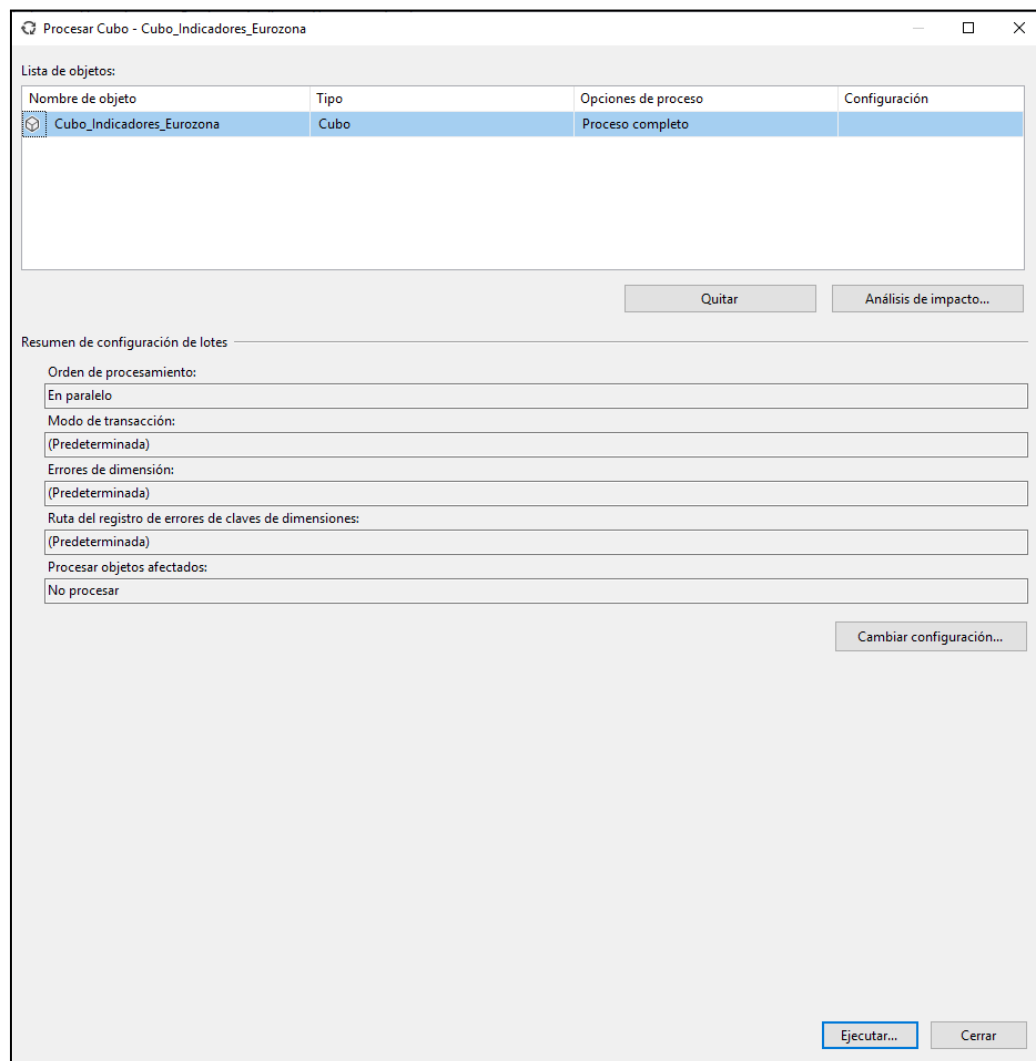 Procesar Cubo - Cubo_Indicadores_Eurozona
Lista de objetos:
Nombre de objeto Tipo Opciones de proceso Configuración
Cubo_Indicadores_Eurozona Cubo Proceso completo
Quitar Análisis de impacto...
Resumen de configuración de lotes
Orden de procesamiento:
En paralelo
Modo de transacción:
(Predeterminada)
Errores de dimensión:
(Predeterminada)
Ruta del registro de errores de claves de dimensiones:
(Predeterminada)
Procesar objetos afectados:
No procesar
Cambiar configuración...
Ejecutar... Cerrar